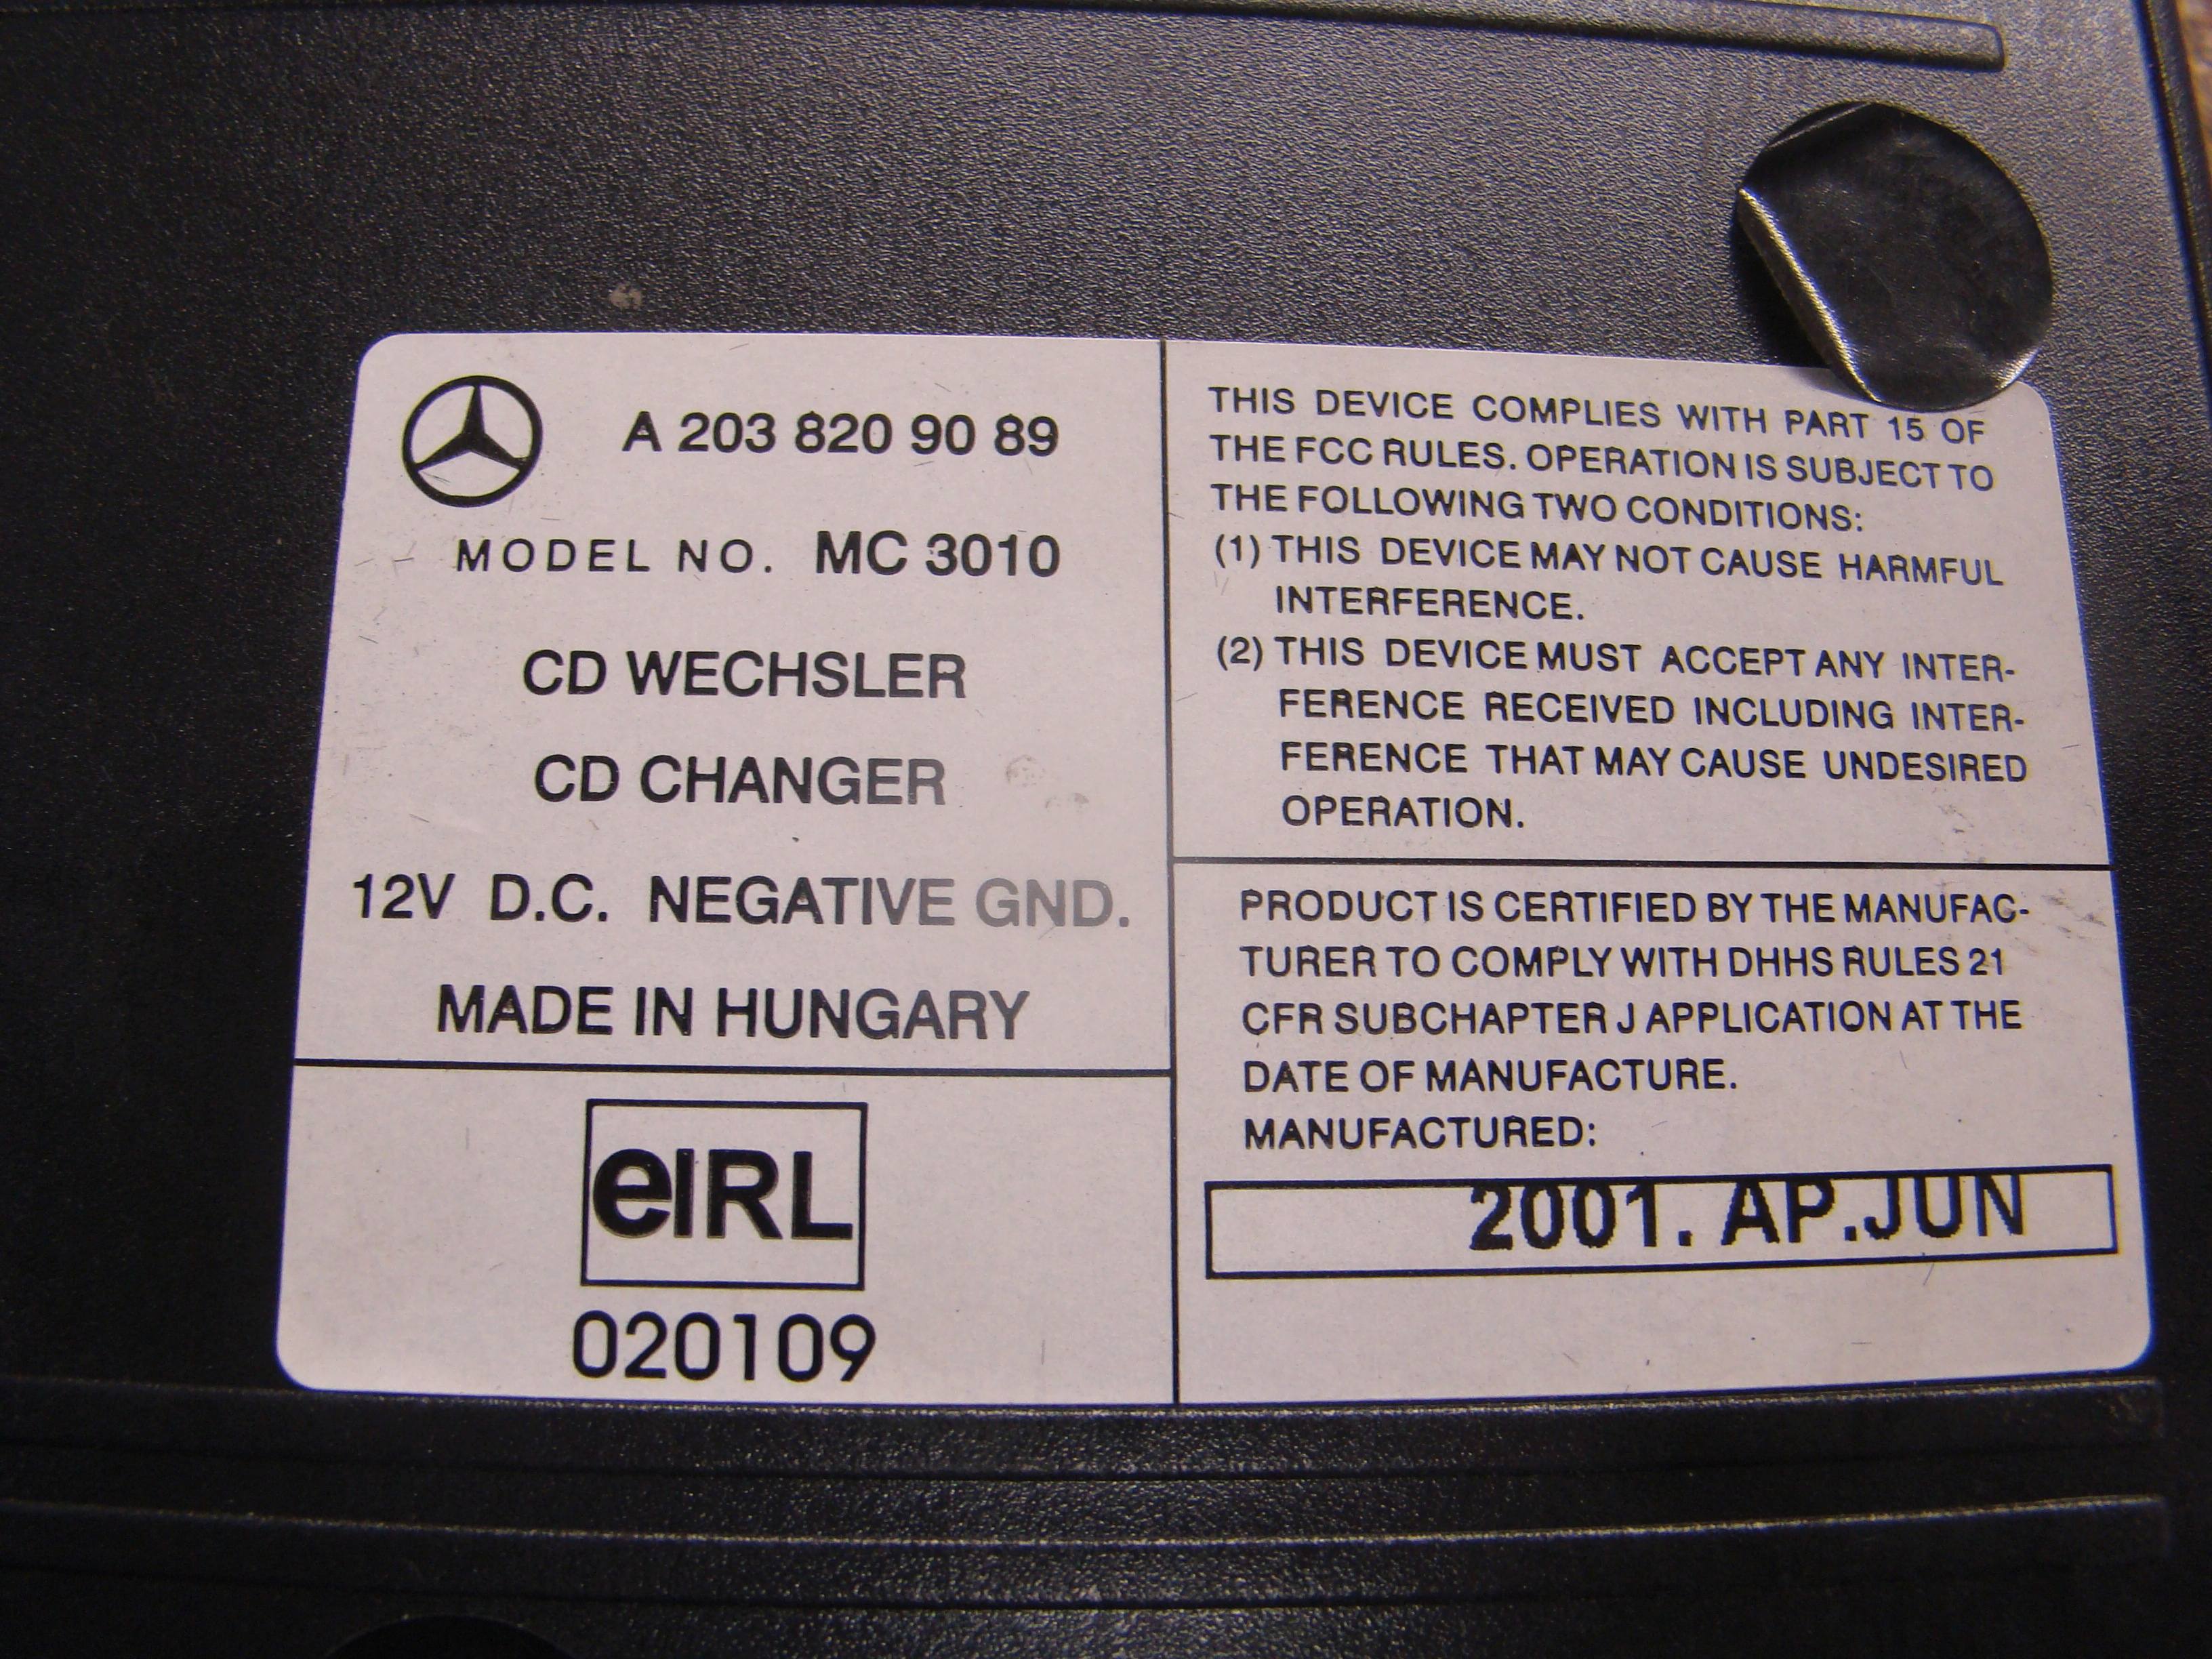 A 203 820 90 89
MODEL NO. MC 3010
CD WECHSLER
CD CHANGER
12V D.C. NEGATIVE GND.
MADE IN HUNGARY
eIRL
020109
THIS DEVICE COMPLIES WITH PART 15 OF
THE FCC RULES. OPERATION IS SUBJECT TO
THE FOLLOWING TWO CONDITIONS:
(1) THIS DEVICE MAY NOT CAUSE HARMFUL
INTERFERENCE.
(2) THIS DEVICE MUST ACCEPT ANY INTER-
FERENCE RECEIVED INCLUDING INTER-
FERENCE THAT MAY CAUSE UNDESIRED
OPERATION.
PRODUCT IS CERTIFIED BY THE MANUFAC-
TURER TO COMPLY WITH DHHS RULES 21
CFR SUBCHAPTER J APPLICATION AT THE
DATE OF MANUFACTURE.
MANUFACTURED:
2001. AP.JUN